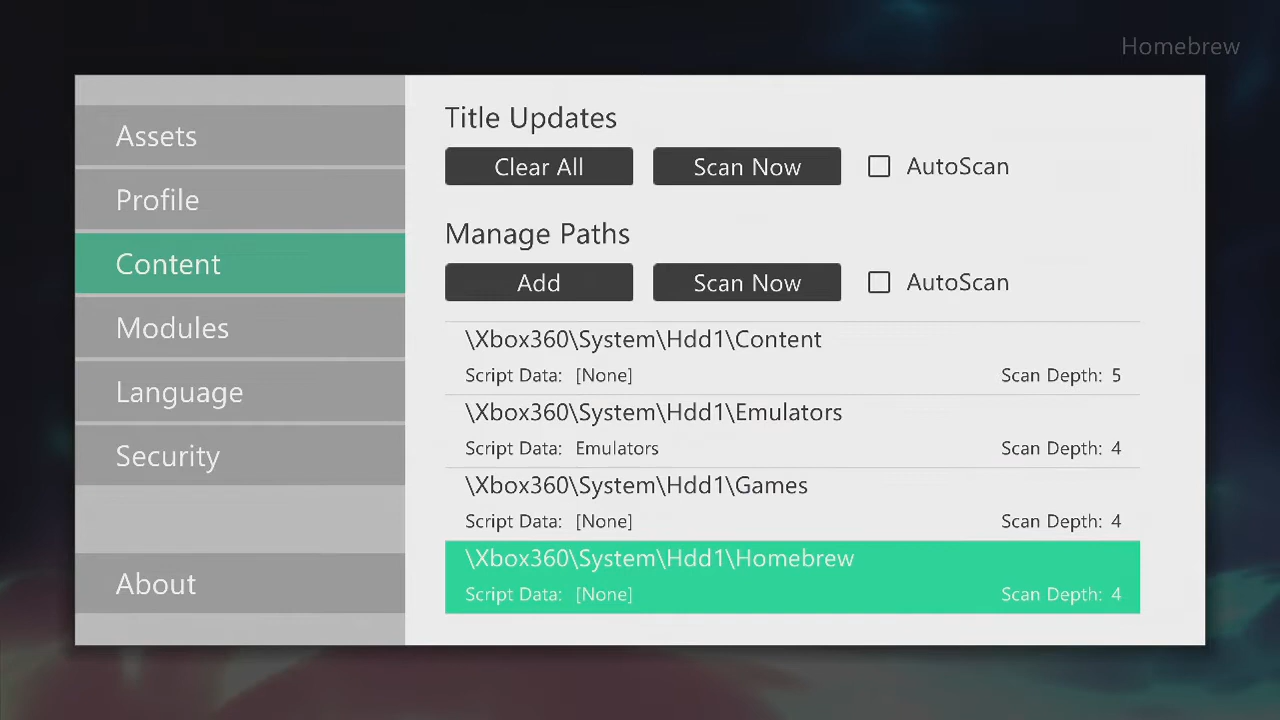 Homebrew
Assets
Profile
Content
Modules
Language
Security
About
Title Updates
Clear All Scan Now AutoScan
Manage Paths
Add Scan Now AutoScan
\Xbox360\System\Hdd1\Content
Script Data: [None] Scan Depth: 5
\Xbox360\System\Hdd1\Emulators
Script Data: Emulators Scan Depth: 4
\Xbox360\System\Hdd1\Games
Script Data: [None] Scan Depth: 4
\Xbox360\System\Hdd1\Homebrew
Script Data: [None] Scan Depth: 4